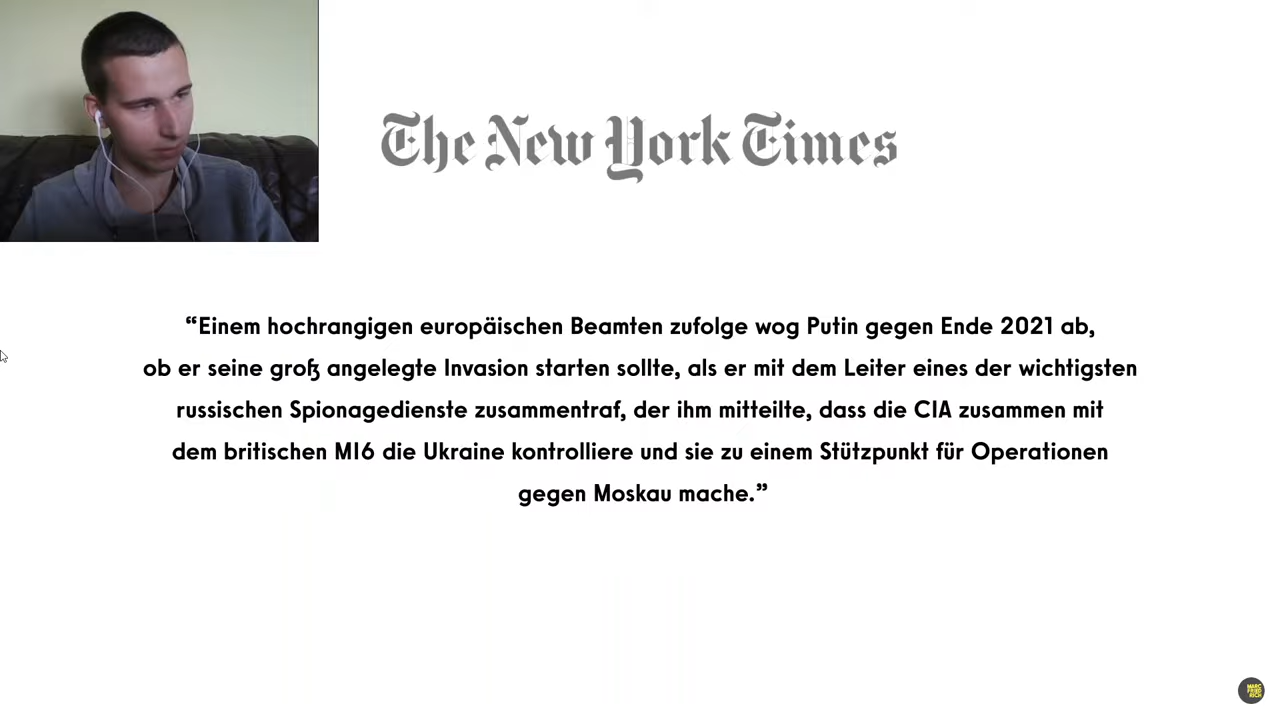 The New York Times
“Einem hochrangigen europäischen Beamten zufolge wog Putin gegen Ende 2021 ab,
ob er seine groß angelegte Invasion starten sollte, als er mit dem Leiter eines der wichtigsten
russischen Spionagedienste zusammentraf, der ihm mitteilte, dass die CIA zusammen mit
dem britischen MI6 die Ukraine kontrolliere und sie zu einem Stützpunkt für Operationen
gegen Moskau mache.”
MARC
FRIED
RICH